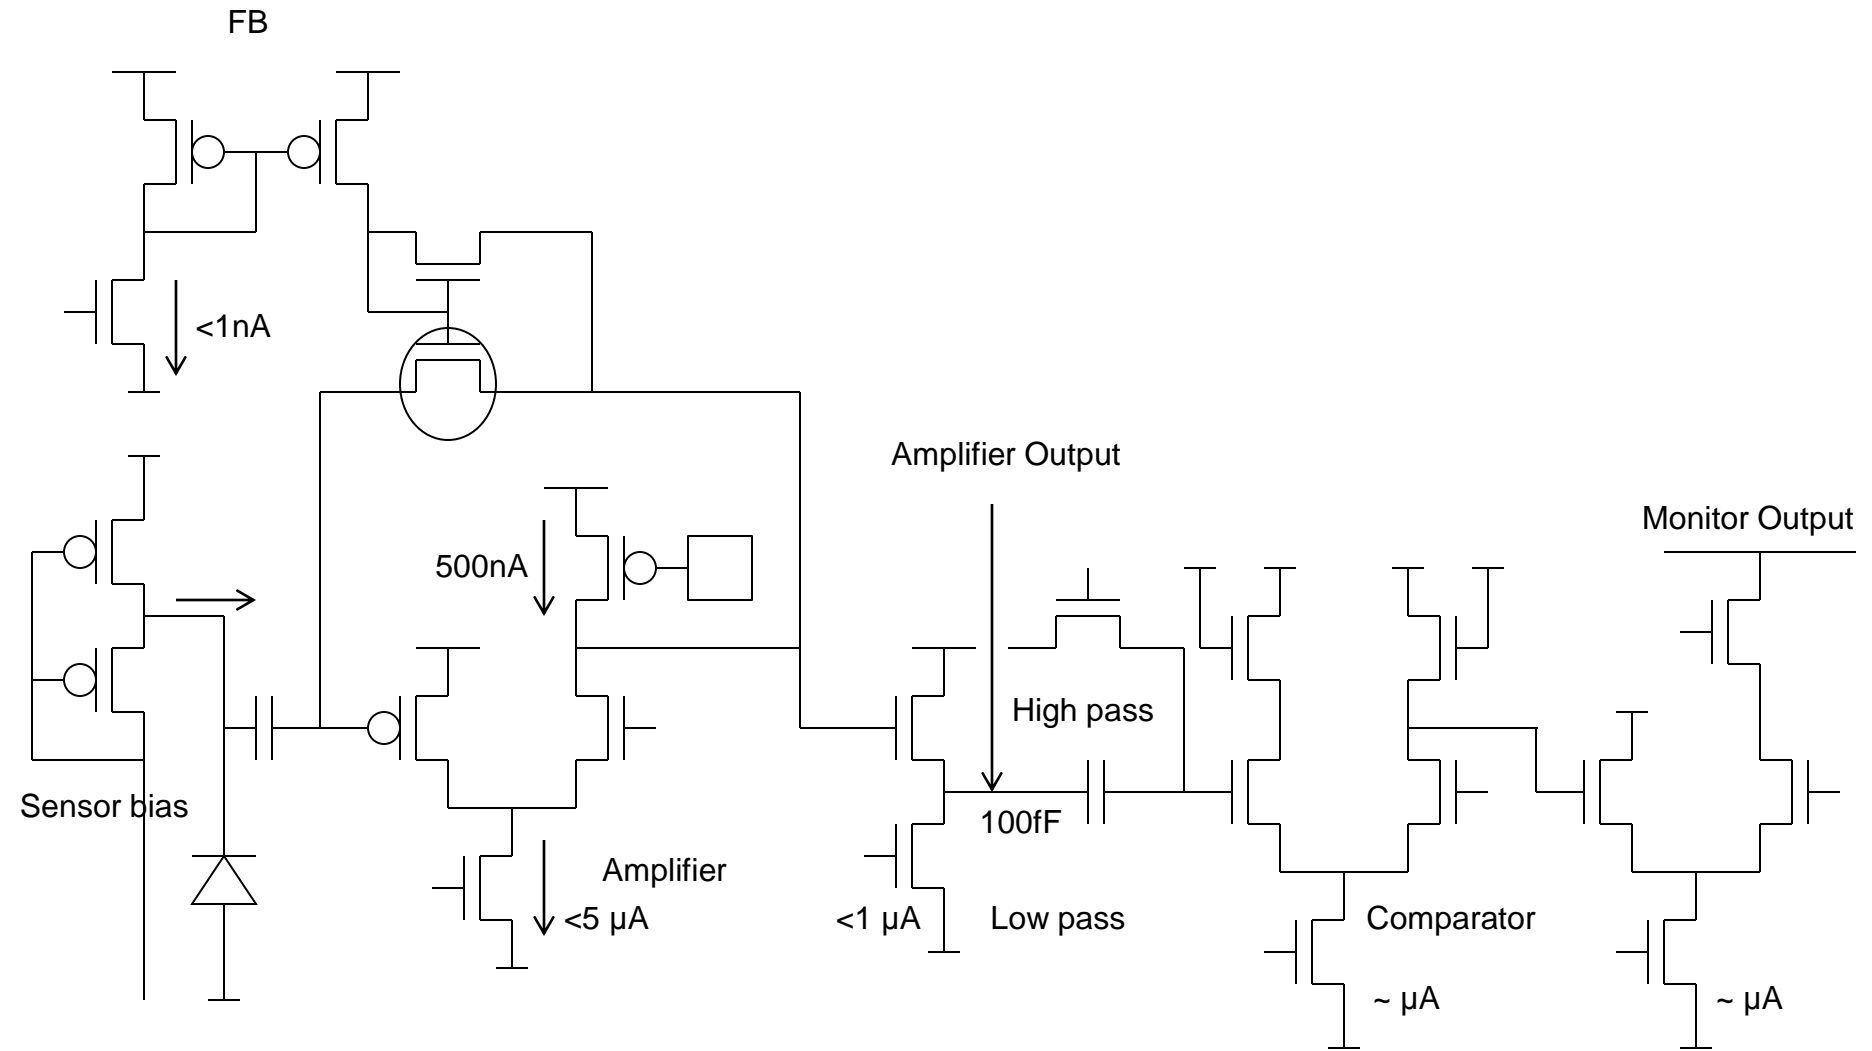 FB
<1nA
Amplifier Output
Monitor Output
500nA
High pass
Sensor bias
100fF
Amplifier
<5 µA
<1 µA
Low pass
Comparator
~ µA
~ µA